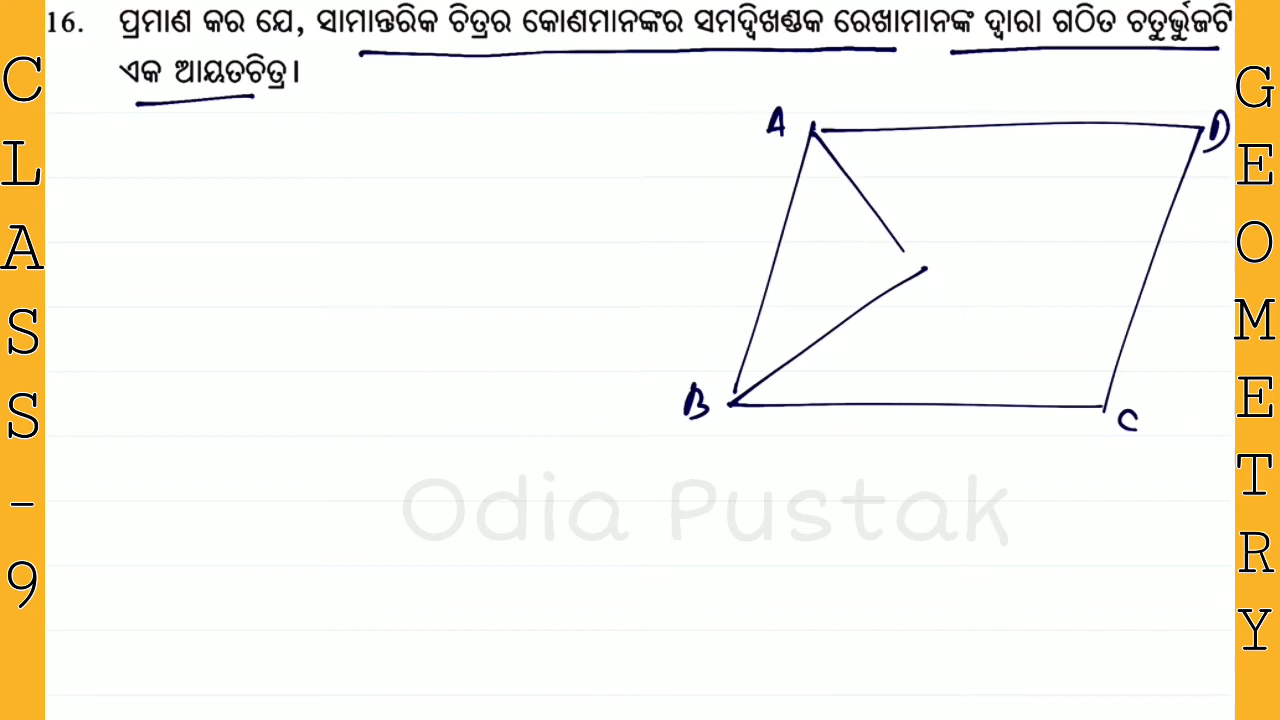 16. ପ୍ରମାଣ କର ଯେ, ସାମାନ୍ତରିକ ଚିତ୍ରର କୋଣମାନଙ୍କର ସମଦ୍ୱିଖଣ୍ଡକ ରେଖାମାନଙ୍କ ଦ୍ୱାରା ଗଠିତ ଚତୁର୍ଭୁଜଟି
ଏକ ଆୟତଚିତ୍ର।
A
D
B
C
Odia Pustak
CLASS-9
GEOMETRY